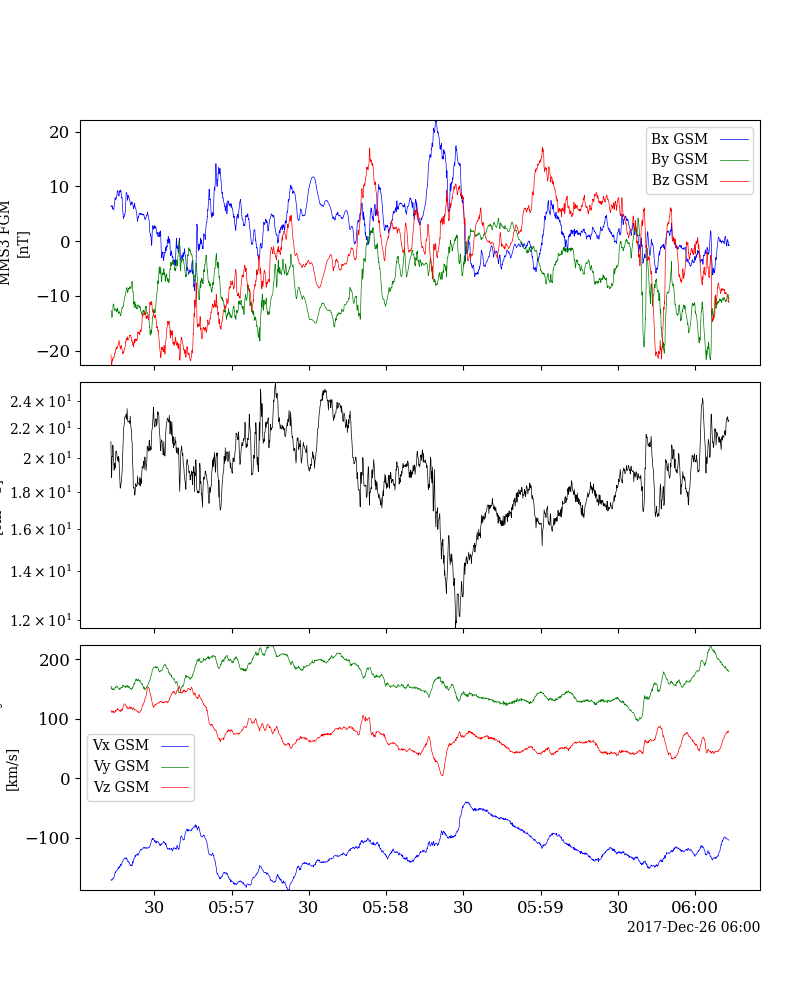 20
10
0
−10
−20
MMS3 FGM
[nT]
Bx GSM
By GSM
Bz GSM
2.4 × 10¹
2.2 × 10¹
2 × 10¹
1.8 × 10¹
1.6 × 10¹
1.4 × 10¹
1.2 × 10¹
200
100
0
−100
[km/s]
Vx GSM
Vy GSM
Vz GSM
30 05:57 30 05:58 30 05:59 30 06:00
2017-Dec-26 06:00